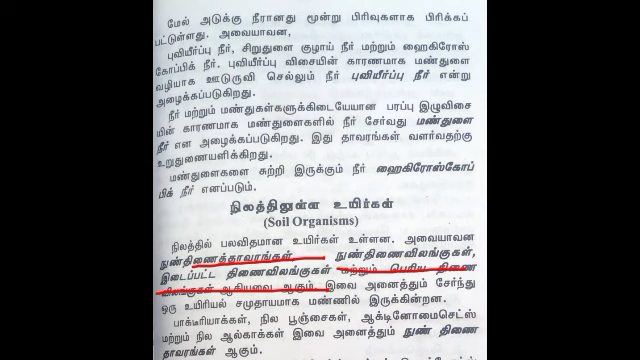 மேல் அடுக்கு நீரானது மூன்று பிரிவுகளாக பிரிக்கப்
பட்டுள்ளது. அவையாவன,
புவியீர்ப்பு நீர், சிறுதுளை குழாய் நீர் மற்றும் ஹைகிரோஸ்
கோப்பிக் நீர். புவியீர்ப்பு விசையின் காரணமாக மண்துளை
வழியாக ஊடுருவி செல்லும் நீர் புவியீர்ப்பு நீர் என்று
அழைக்கப்படுகிறது.
நீர் மற்றும் மண்துகள்களுக்கிடையேயான பரப்பு இழுவிசை
யின் காரணமாக மண்துளைகளில் நீர் சேர்வது மண்துளை
நீர் என அழைக்கப்படுகிறது. இது தாவரங்கள் வளர்வதற்கு
உறுதுணையளிக்கிறது.
மண்துளைகளை சுற்றி இருக்கும் நீர் ஹைகிரோஸ்கோப்
பிக் நீர் எனப்படும்.
நிலத்திலுள்ள உயிர்கள்
(Soil Organisms)
நிலத்தில் பலவிதமான உயிர்கள் உள்ளன. அவையாவன
நுண்திணைத்தாவரங்கள், நுண்திணைவிலங்குகள்,
இடைப்பட்ட திணைவிலங்குகள் மற்றும் பெரிய திணை
விலங்குகள் ஆகியவை ஆகும். இவை அனைத்தும் சேர்ந்து
ஒரு உயிரியல் சமுதாயமாக மண்ணில் இருக்கின்றன.
பாக்டீரியாக்கள், நில பூஞ்சைகள், ஆக்டினோமைசெட்ஸ்
மற்றும் நில ஆல்காக்கள் இவை அனைத்தும் நுண் திணை
தாவரங்கள் ஆகும்.